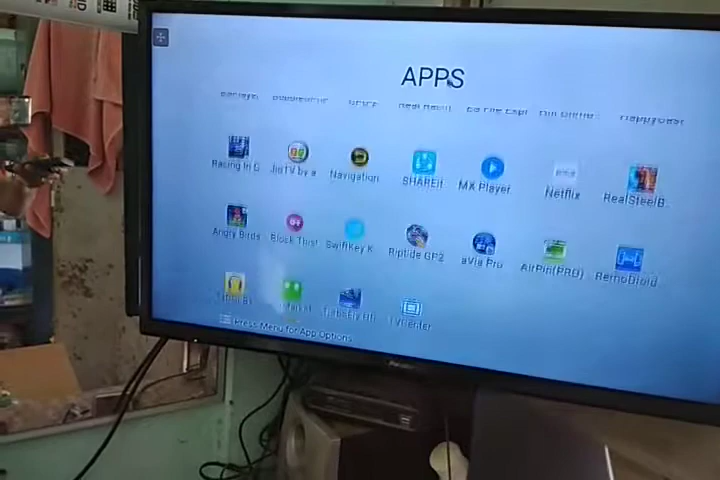 APPS
Racing In C
JioTV by a
Navigation
SHAREit
MX Player
Netflix
RealSteelB..
Angry Birds
Block This!
SwiftKey K
Riptide GP2
aVia Pro
AirPin(PRO)
RemoDroid
TVCenter
Press Menu for App Options